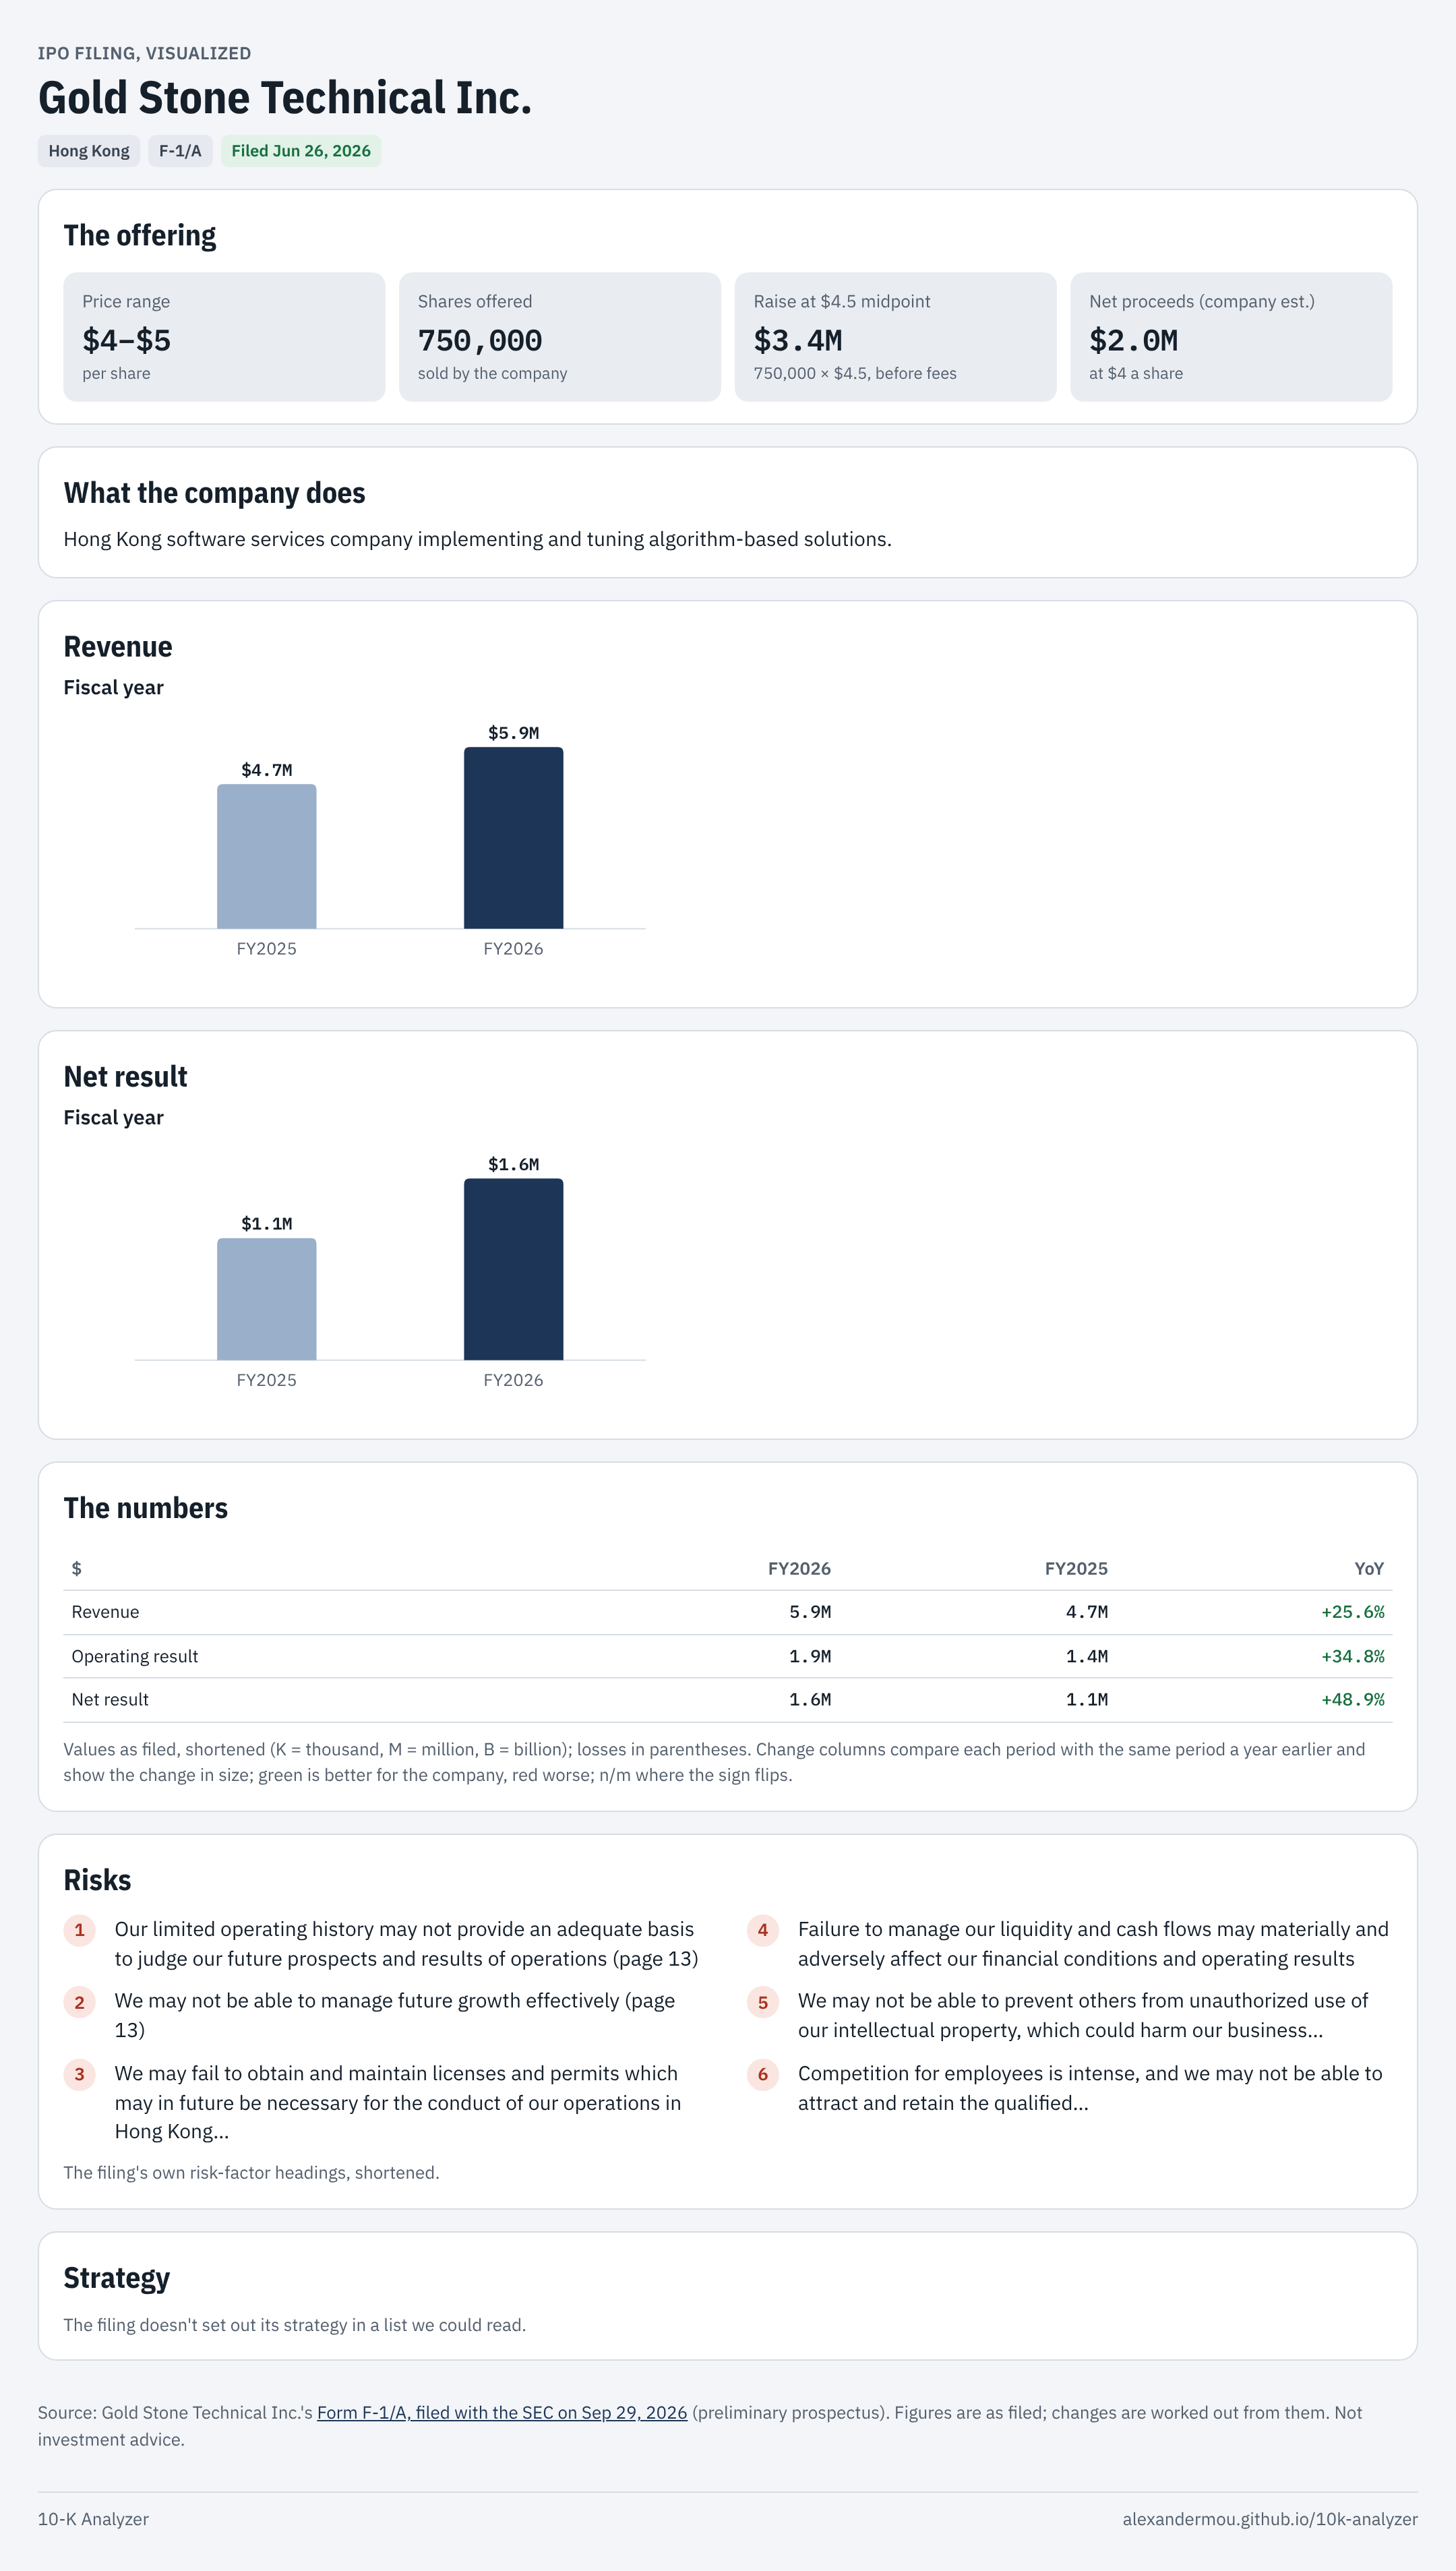 IPO FILING, VISUALIZED
Gold Stone Technical Inc.
Hong Kong F-1/A Filed Jun 26, 2026
The offering
Price range
$4–$5
per share
Shares offered
750,000
sold by the company
Raise at $4.5 midpoint
$3.4M
750,000 × $4.5, before fees
Net proceeds (company est.)
$2.0M
at $4 a share
What the company does
Hong Kong software services company implementing and tuning algorithm-based solutions.
Revenue
Fiscal year
$4.7M
$5.9M
FY2025 FY2026
Net result
Fiscal year
$1.1M
$1.6M
FY2025 FY2026
The numbers
$ FY2026 FY2025 YoY
Revenue 5.9M 4.7M +25.6%
Operating result 1.9M 1.4M +34.8%
Net result 1.6M 1.1M +48.9%
Values as filed, shortened (K = thousand, M = million, B = billion); losses in parentheses. Change columns compare each period with the same period a year earlier and
show the change in size; green is better for the company, red worse; n/m where the sign flips.
Risks
1 Our limited operating history may not provide an adequate basis
to judge our future prospects and results of operations (page 13)
2 We may not be able to manage future growth effectively (page
13)
3 We may fail to obtain and maintain licenses and permits which
may in future be necessary for the conduct of our operations in
Hong Kong…
4 Failure to manage our liquidity and cash flows may materially and
adversely affect our financial conditions and operating results
5 We may not be able to prevent others from unauthorized use of
our intellectual property, which could harm our business…
6 Competition for employees is intense, and we may not be able to
attract and retain the qualified…
The filing's own risk-factor headings, shortened.
Strategy
The filing doesn't set out its strategy in a list we could read.
Source: Gold Stone Technical Inc.'s Form F-1/A, filed with the SEC on Sep 29, 2026 (preliminary prospectus). Figures are as filed; changes are worked out from them. Not
investment advice.
10-K Analyzer
alexandermou.github.io/10k-analyzer